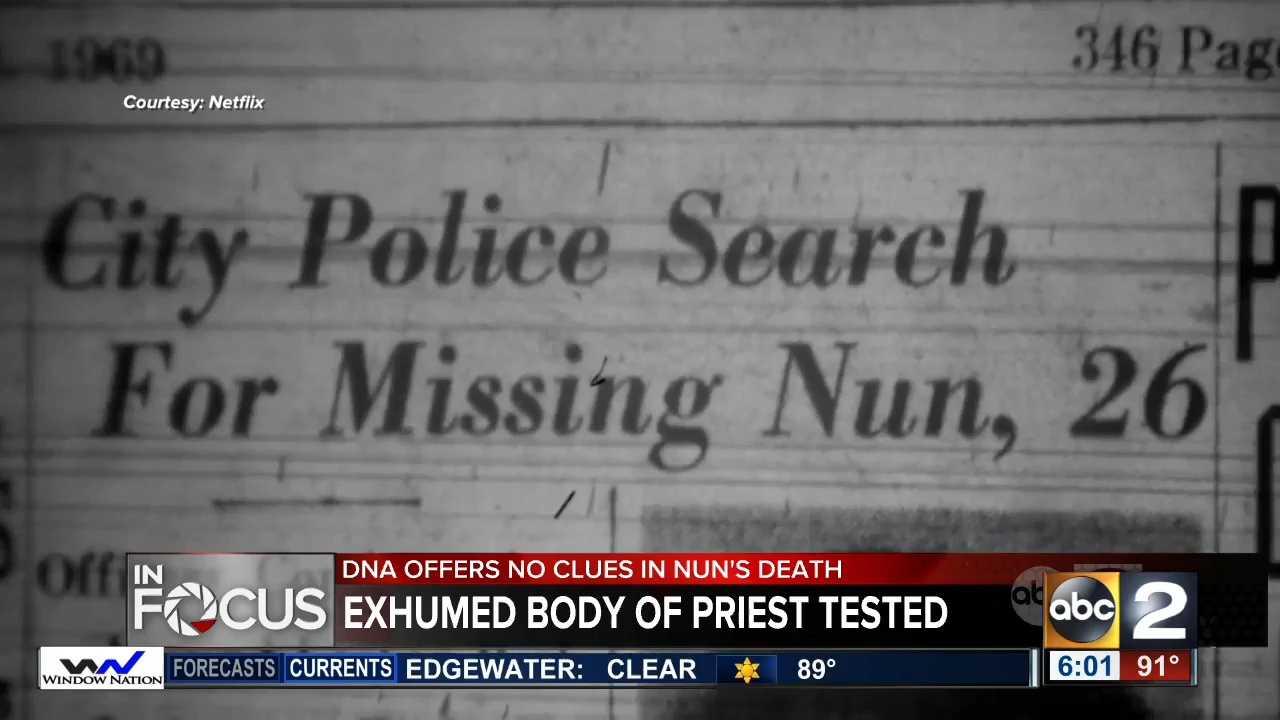 1969
346
Courtesy: Netflix
City Police Search
For Missing Nun, 26
IN
FOCUS
DNA OFFERS NO CLUES IN NUN'S DEATH
EXHUMED BODY OF PRIEST TESTED
abc 2
WINDOW NATION
FORECASTS CURRENTS EDGEWATER: CLEAR 89°
6:01 91°